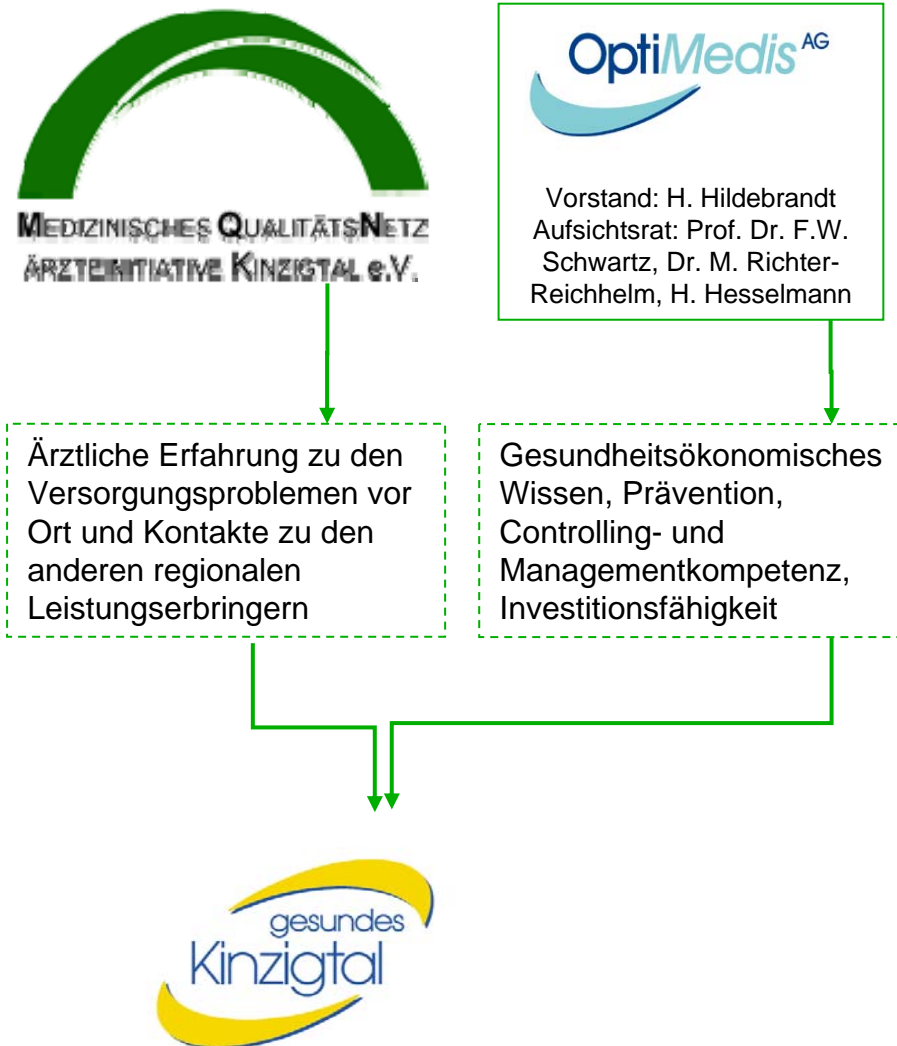 MEDIZINISCHES QUALITÄTSNETZ
ÄRZTEINITIATIVE KINZIGTAL e.V.
OptiMedis AG
Vorstand: H. Hildebrandt
Aufsichtsrat: Prof. Dr. F.W.
Schwartz, Dr. M. Richter-
Reichhelm, H. Hesselmann
Ärztliche Erfahrung zu den
Versorgungsproblemen vor
Ort und Kontakte zu den
anderen regionalen
Leistungserbringern
Gesundheitsökonomisches
Wissen, Prävention,
Controlling- und
Managementkompetenz,
Investitionsfähigkeit
gesundes
Kinzigtal